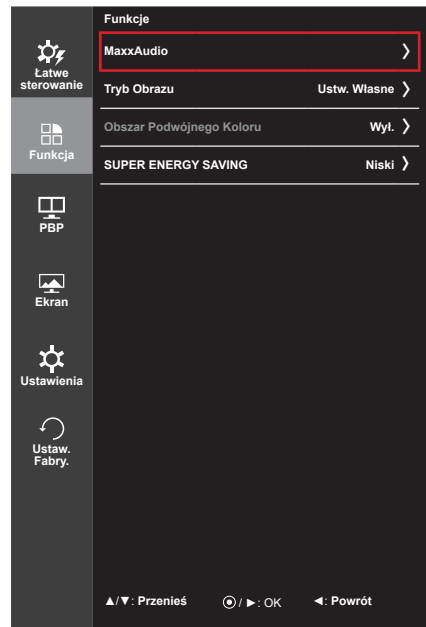 Funkcje
MaxxAudio
Łatwe
sterowanie
Tryb Obrazu Ustw. Własne
Obszar Podwójnego Koloru Wył.
Funkcja
SUPER ENERGY SAVING Niski
PBP
Ekran
Ustawienia
Ustaw.
Fabry.
▲/▼: Przenieś ⦿ / ►: OK ◄: Powrót